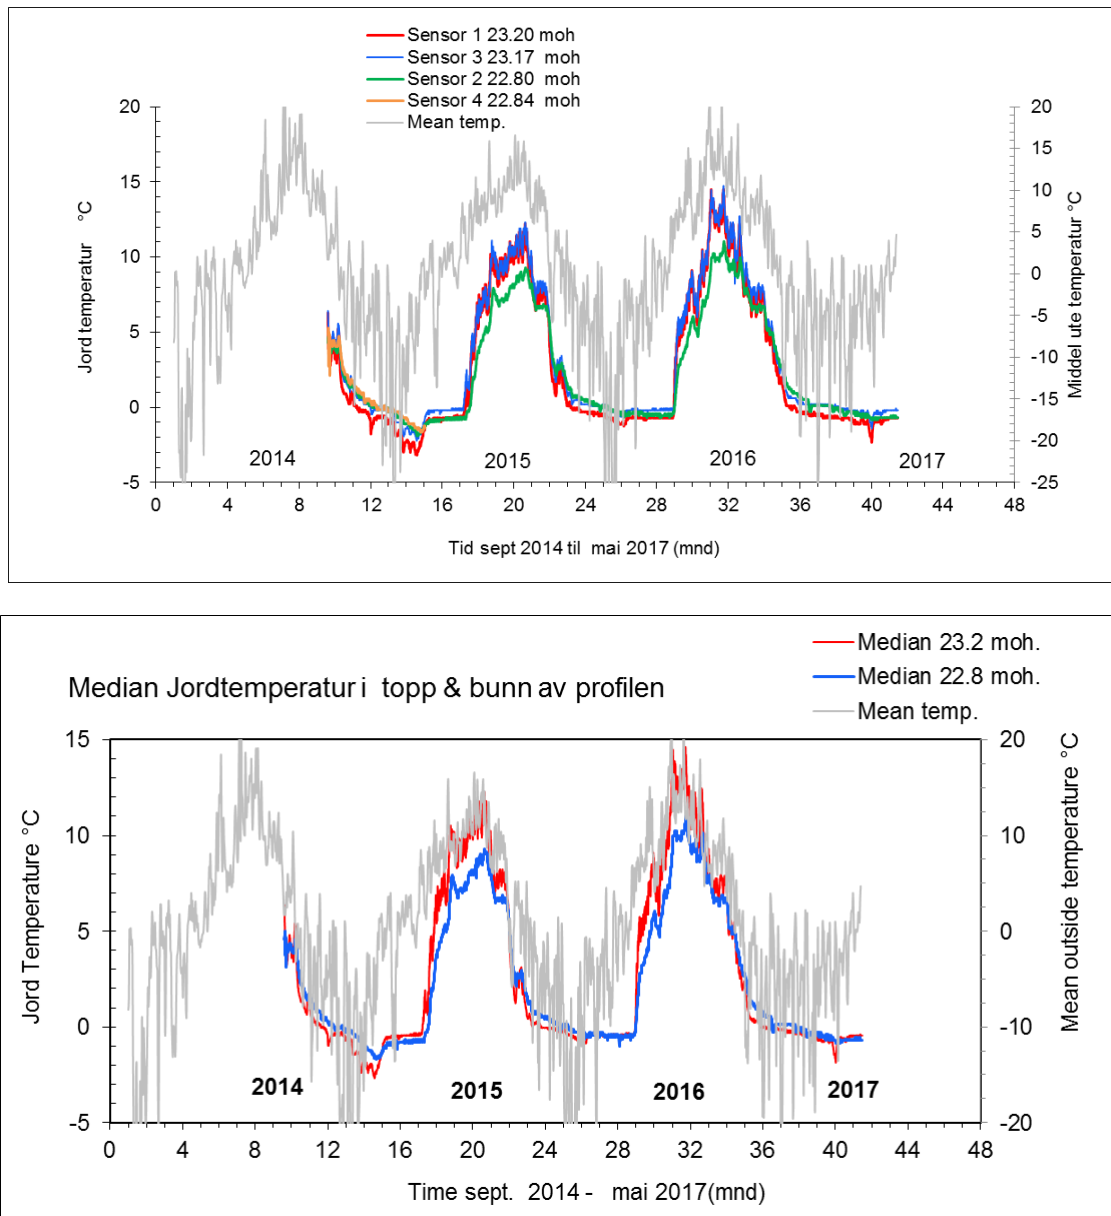 Sensor 1 23.20 moh
Sensor 3 23.17 moh
Sensor 2 22.80 moh
Sensor 4 22.84 moh
Mean temp.
Jord temperatur °C
20
15
10
5
0
-5
20
15
10
5
0
-5
-10
-15
-20
-25
Middel ute temperatur °C
2014
2015
2016
2017
0 4 8 12 16 20 24 28 32 36 40 44 48
Tid sept 2014 til mai 2017 (mnd)
Median 23.2 moh.
Median 22.8 moh.
Mean temp.
Median Jordtemperatur i topp & bunn av profilen
Jord Temperature °C
15
10
5
0
-5
20
10
0
-10
-20
Mean outside temperature °C
2014
2015
2016
2017
0 4 8 12 16 20 24 28 32 36 40 44 48
Time sept. 2014 - mai 2017(mnd)